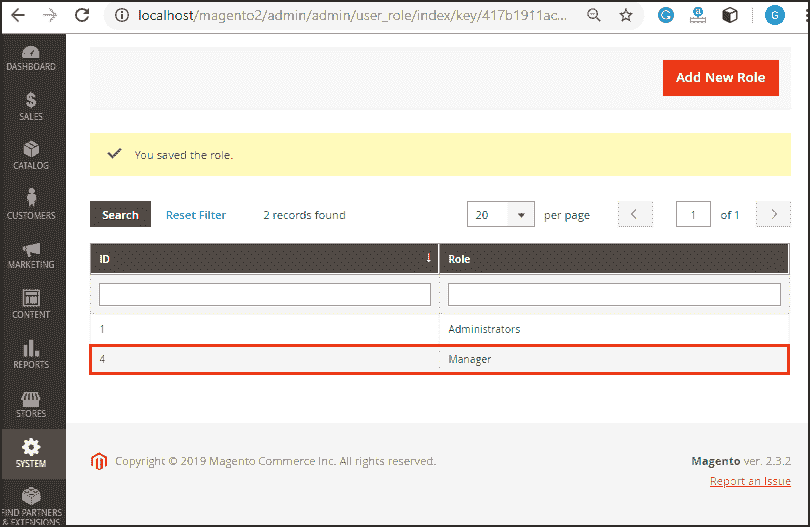 localhost/magento2/admin/admin/user_role/index/key/417b1911ac...
G
DASHBOARD
SALES
CATALOG
CUSTOMERS
MARKETING
CONTENT
REPORTS
STORES
SYSTEM
FIND PARTNERS
& EXTENSIONS
Add New Role
You saved the role.
Search Reset Filter 2 records found 20 per page 1 of 1
ID ↓ Role
1 Administrators
4 Manager
Copyright © 2019 Magento Commerce Inc. All rights reserved. Magento ver. 2.3.2
Report an Issue